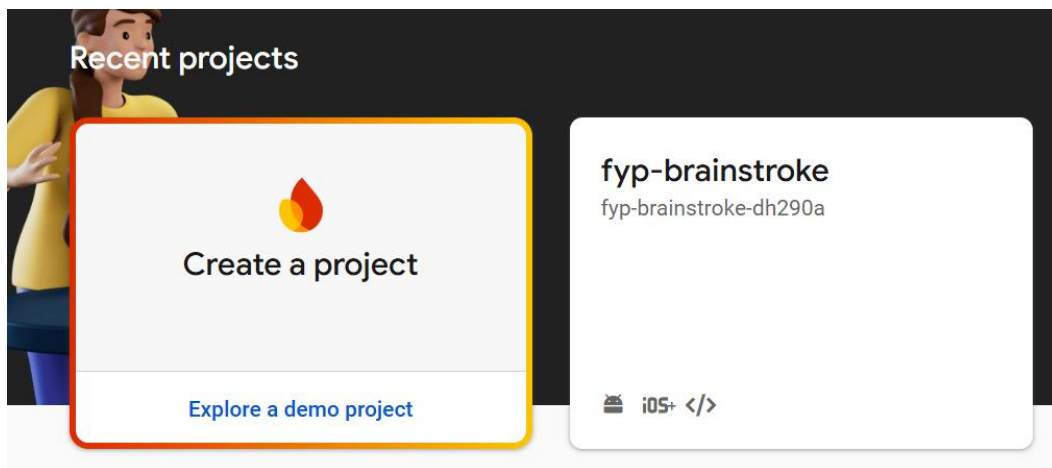 Recent projects
Create a project
Explore a demo project
fyp-brainstroke
fyp-brainstroke-dh290a
iOS+ </>